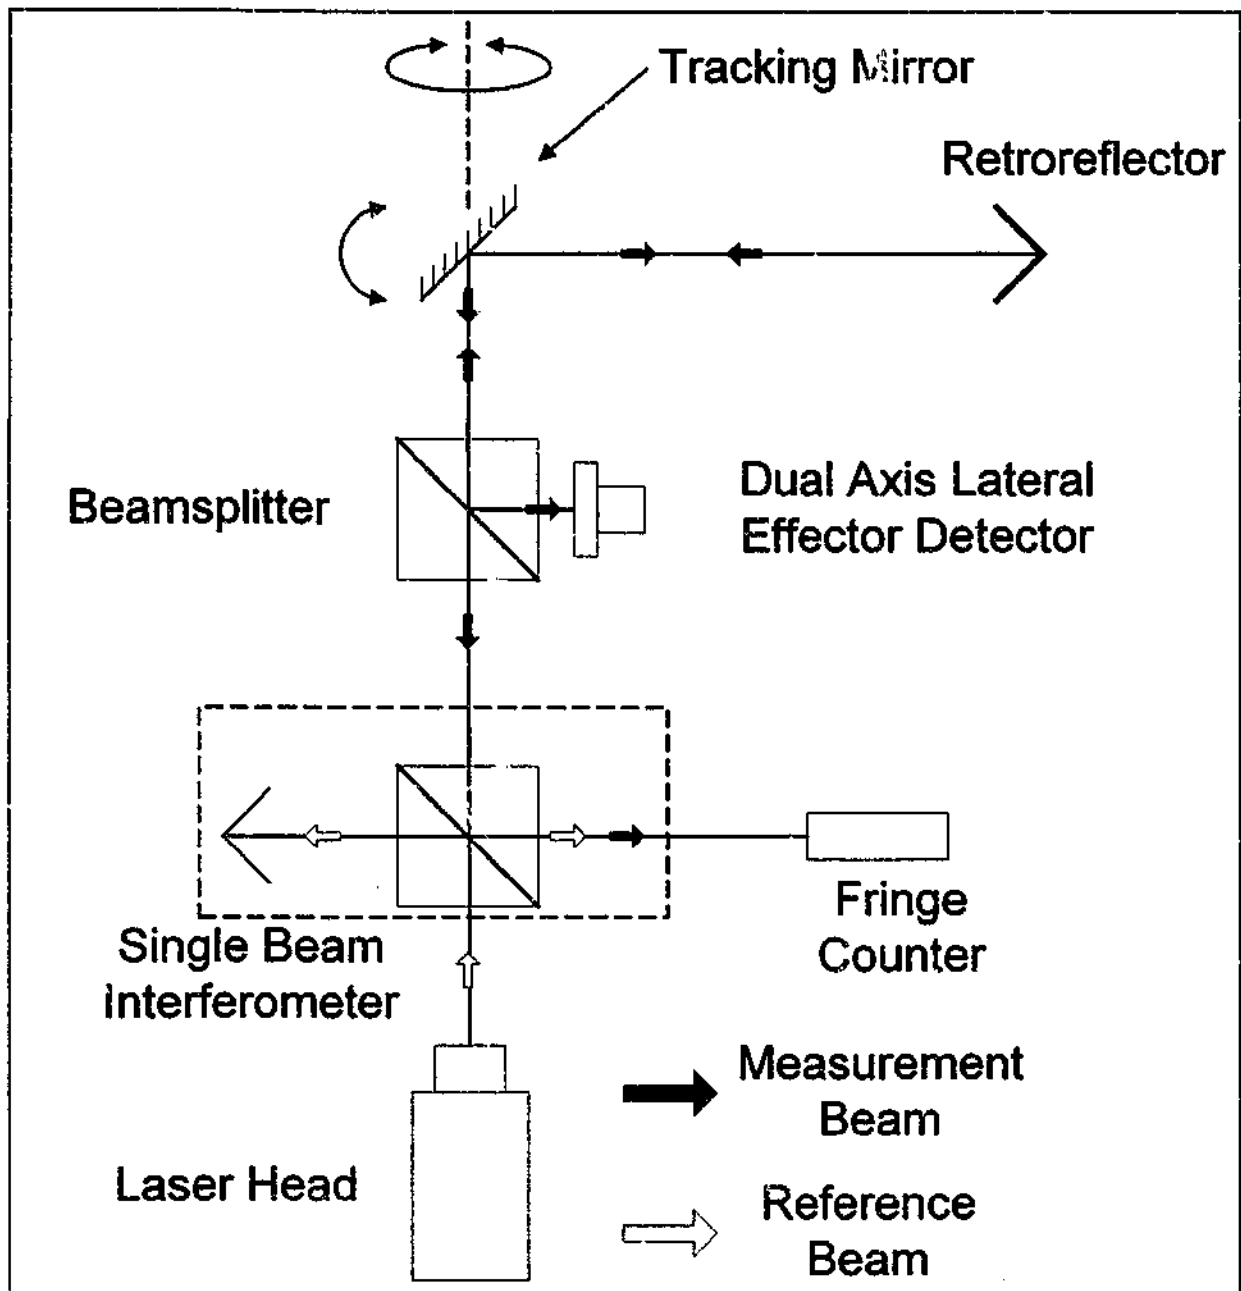 Tracking Mirror
Retroreflector
Beamsplitter
Dual Axis Lateral
Effector Detector
Single Beam
Interferometer
Fringe
Counter
Laser Head
Measurement
Beam
Reference
Beam